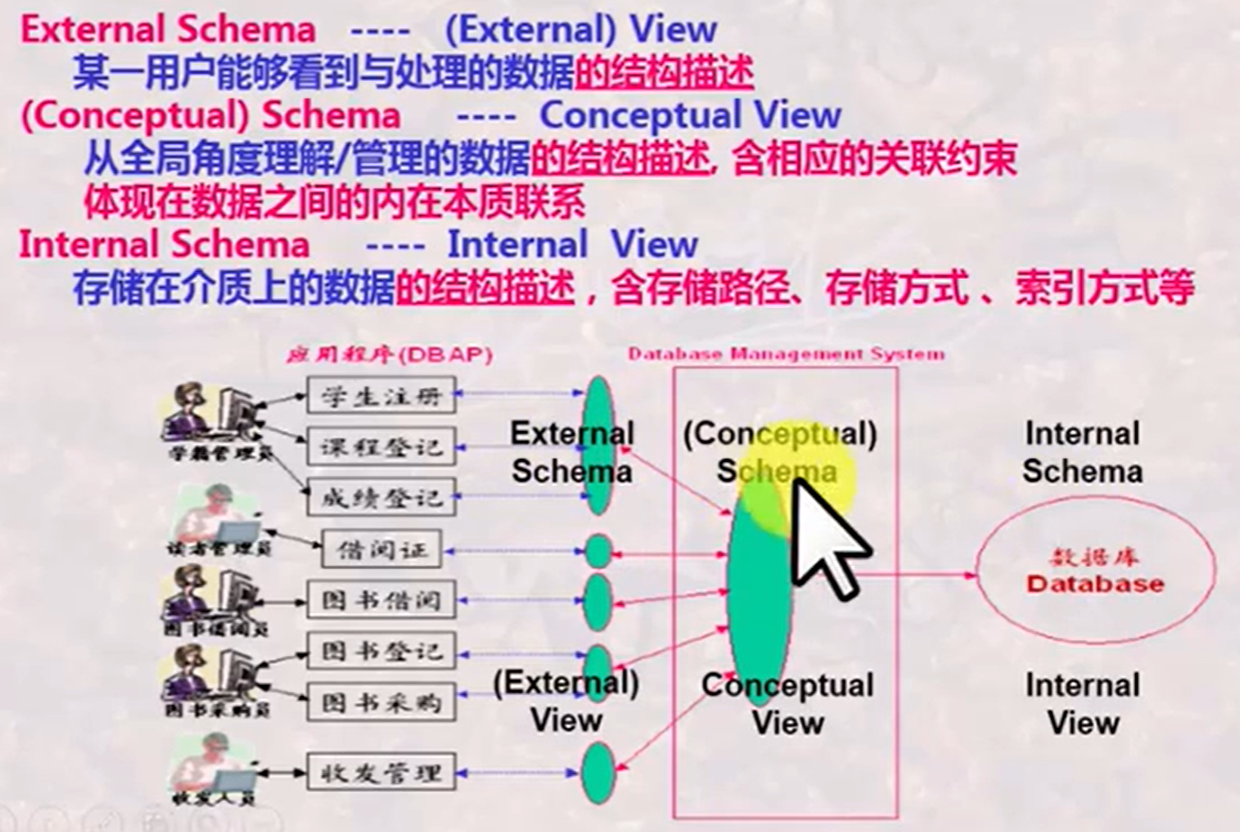 External Schema ---- (External) View
某一用户能够看到与处理的数据的结构描述
(Conceptual) Schema ---- Conceptual View
从全局角度理解/管理的数据的结构描述, 含相应的关联约束
体现在数据之间的内在本质联系
Internal Schema ---- Internal View
存储在介质上的数据的结构描述，含存储路径、存储方式 、索引方式等
应用程序(DBAP)
Database Management System
学生注册
课程登记
成绩登记
学籍管理员
借阅证
读者管理员
图书借阅
图书借阅员
图书登记
图书采购
图书采购员
收发管理
收发人员
External
Schema
(External)
View
(Conceptual)
Schema
Conceptual
View
Internal
Schema
数据库
Database
Internal
View